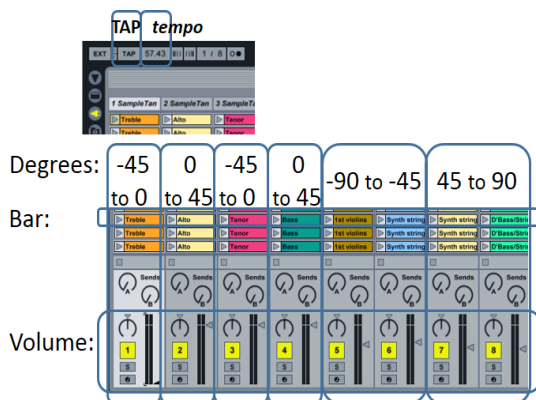 TAP tempo
EXT TAP 57.43 1 / 8
1 SampleTan 2 SampleTan 3 SampleTa
Treble Alto Tenor
Treble Alto Tenor
Degrees: -45 to 0 0 to 45 -45 to 0 0 to 45 -90 to -45 45 to 90
Bar: Treble Alto Tenor Bass 1st violins Synth string Synth string D'Bass/Stri
Treble Alto Tenor Bass 1st violins Synth string Synth string D'Bass/Stri
Treble Alto Tenor Bass 1st violins Synth string Synth string D'Bass/Stri
Sends Sends Sends Sends Sends Sends Sends Sends
A A A A A A A A
B B B B B B B B
Volume: 1 2 3 4 5 6 7 8
S S S S S S S S